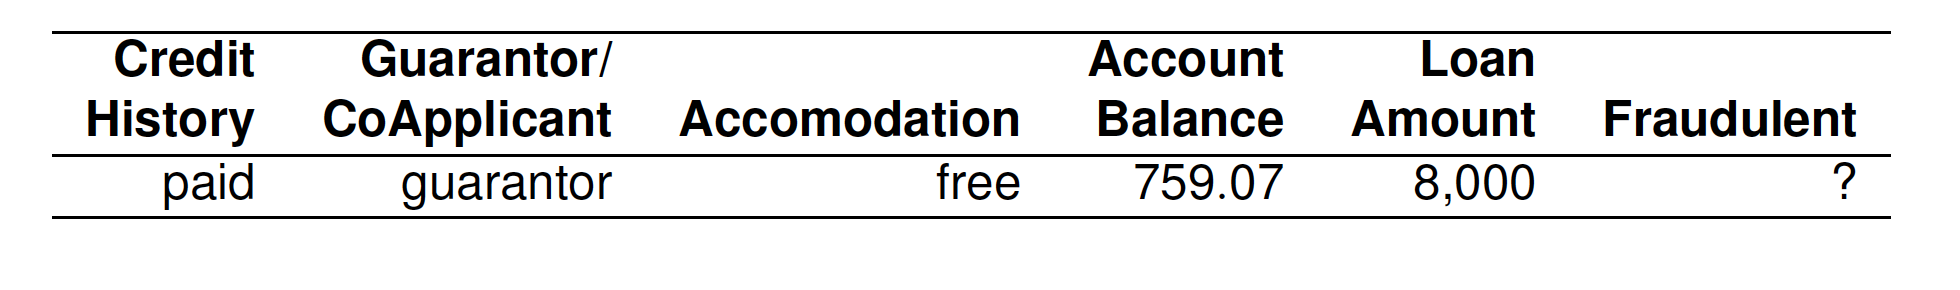 Credit Guarantor/ Account Loan
History CoApplicant Accomodation Balance Amount Fraudulent
paid guarantor free 759.07 8,000 ?